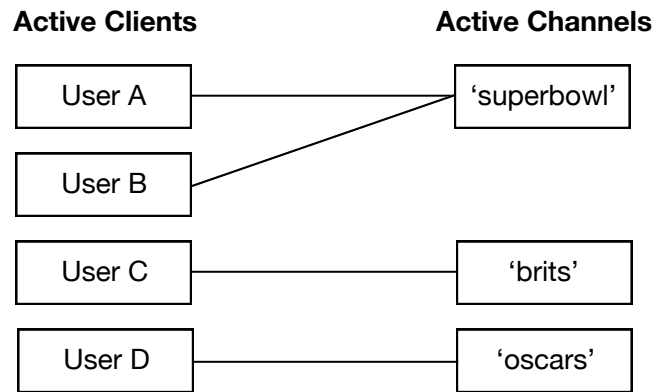 Active Clients
Active Channels
User A
‘superbowl’
User B
User C
‘brits’
User D
‘oscars’